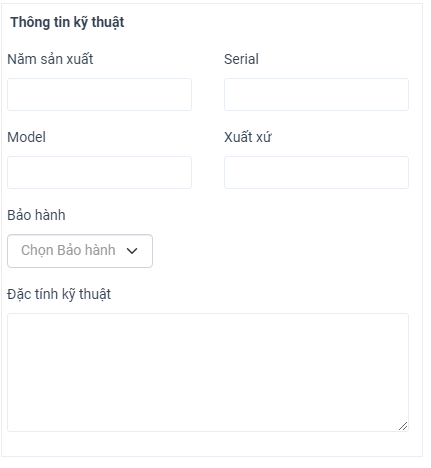 Thông tin kỹ thuật
Năm sản xuất
Serial
Model
Xuất xứ
Bảo hành
Chọn Bảo hành
Đặc tính kỹ thuật